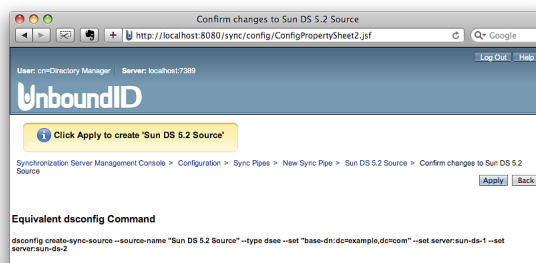 Confirm changes to Sun DS 5.2 Source
http://localhost:8080/sync/config/ConfigPropertySheet2.jsf
Google
Log Out Help
User: cn=Directory Manager Server: localhost:7389
UnboundID
Click Apply to create 'Sun DS 5.2 Source'
Synchronization Server Management Console > Configuration > Sync Pipes > New Sync Pipe > Sun DS 5.2 Source > Confirm changes to Sun DS 5.2
Source
Apply Back
Equivalent dsconfig Command
dsconfig create-sync-source --source-name "Sun DS 5.2 Source" --type dsee --set "base-dn:dc=example,dc=com" --set server:sun-ds-1 --set
server:sun-ds-2